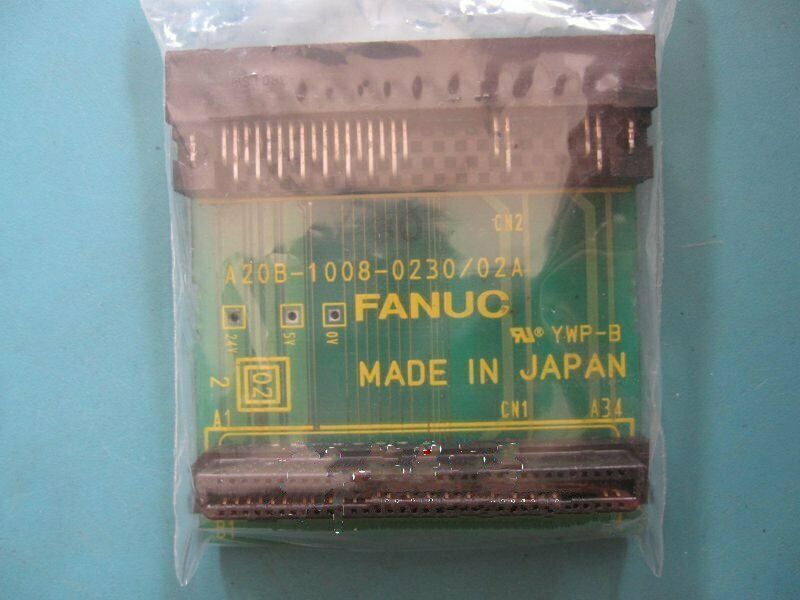 CN2
A20B-1008-0230/02A
FANUC
24V
5V
0V
YWP-B
02
2
MADE IN JAPAN
A1
CN1
A34